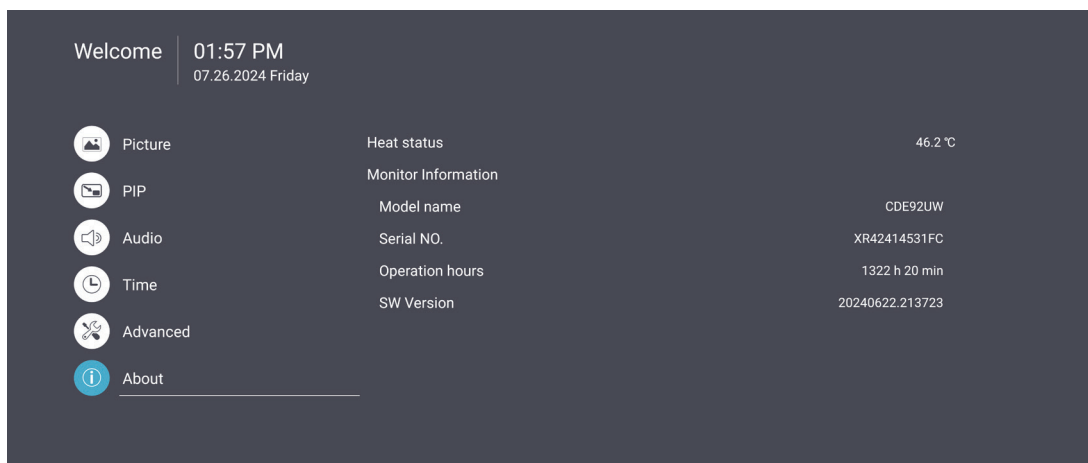 Welcome
01:57 PM
07.26.2024 Friday
Picture
PIP
Audio
Time
Advanced
About
Heat status 46.2 ℃
Monitor Information
Model name CDE92UW
Serial NO. XR42414531FC
Operation hours 1322 h 20 min
SW Version 20240622.213723